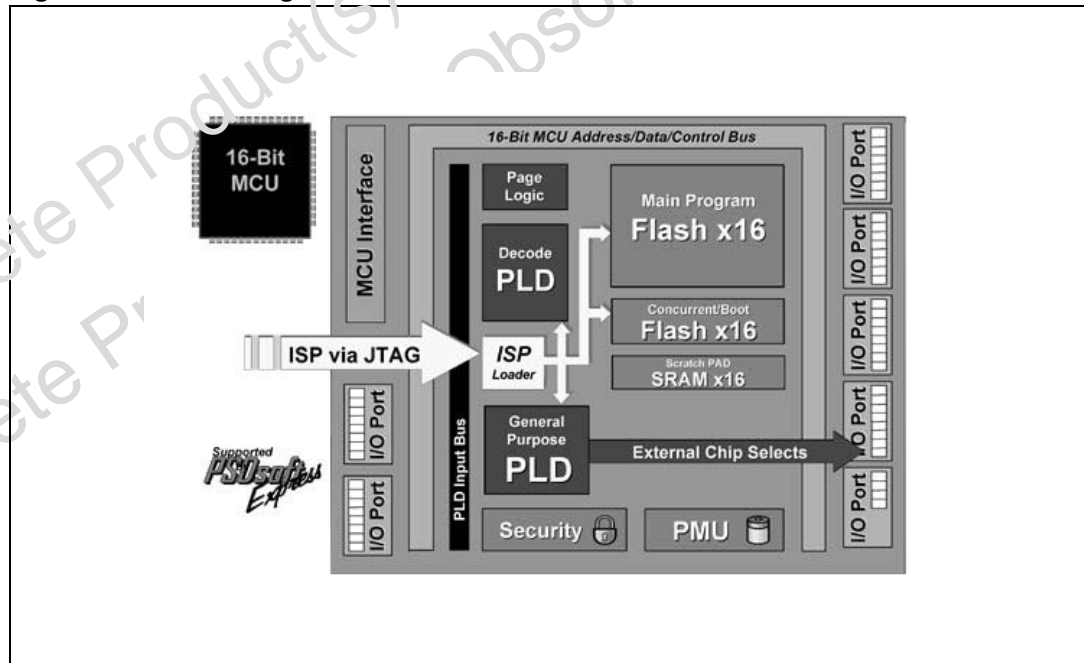 Product(s)
16-Bit
MCU
MCU Interface
16-Bit MCU Address/Data/Control Bus
PLD Input Bus
Page
Logic
Decode
PLD
Main Program
Flash x16
Concurrent/Boot
Flash x16
Scratch PAD
SRAM x16
ISP via JTAG
ISP
Loader
General
Purpose
PLD
External Chip Selects
Security
PMU
I/O Port
I/O Port
I/O Port
I/O Port
I/O Port
I/O Port
I/O Port
Supported
PSDsoft
Express